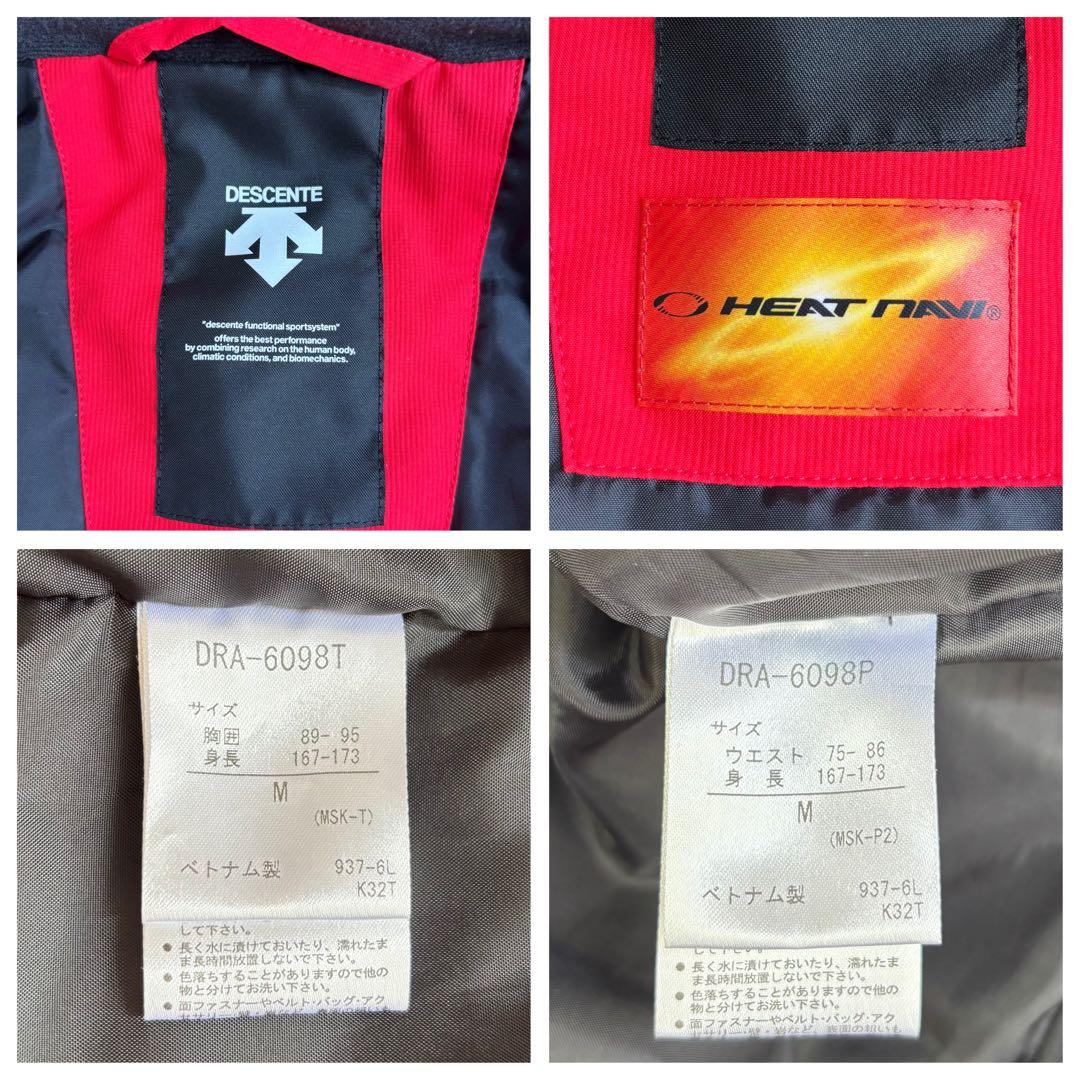 DESCENTE
"descente functional sportsystem"
offers the best performance
by combining research on the human body,
climatic conditions, and biomechanics.
HEAT NAVI®
DRA-6098T
サイズ
胸囲 89- 95
身長 167-173
M
(MSK-T)
ベトナム製 937-6L
K32T
して下さい。
● 長く水に漬けておいたり、濡れたま
ま長時間放置しないで下さい。
● 色落ちすることがありますので他の
物と分けてお洗い下さい。
● 面ファスナーやベルト・バッグ・アク
DRA-6098P
サイズ
ウエスト 75- 86
身 長 167-173
M
(MSK-P2)
ベトナム製 937-6L
K32T
して下さい。
● 長く水に漬けておいたり、濡れたま
ま長時間放置しないで下さい。
● 色落ちすることがありますので他の
物と分けてお洗い下さい。
● 面ファスナーやベルト・バッグ・アク